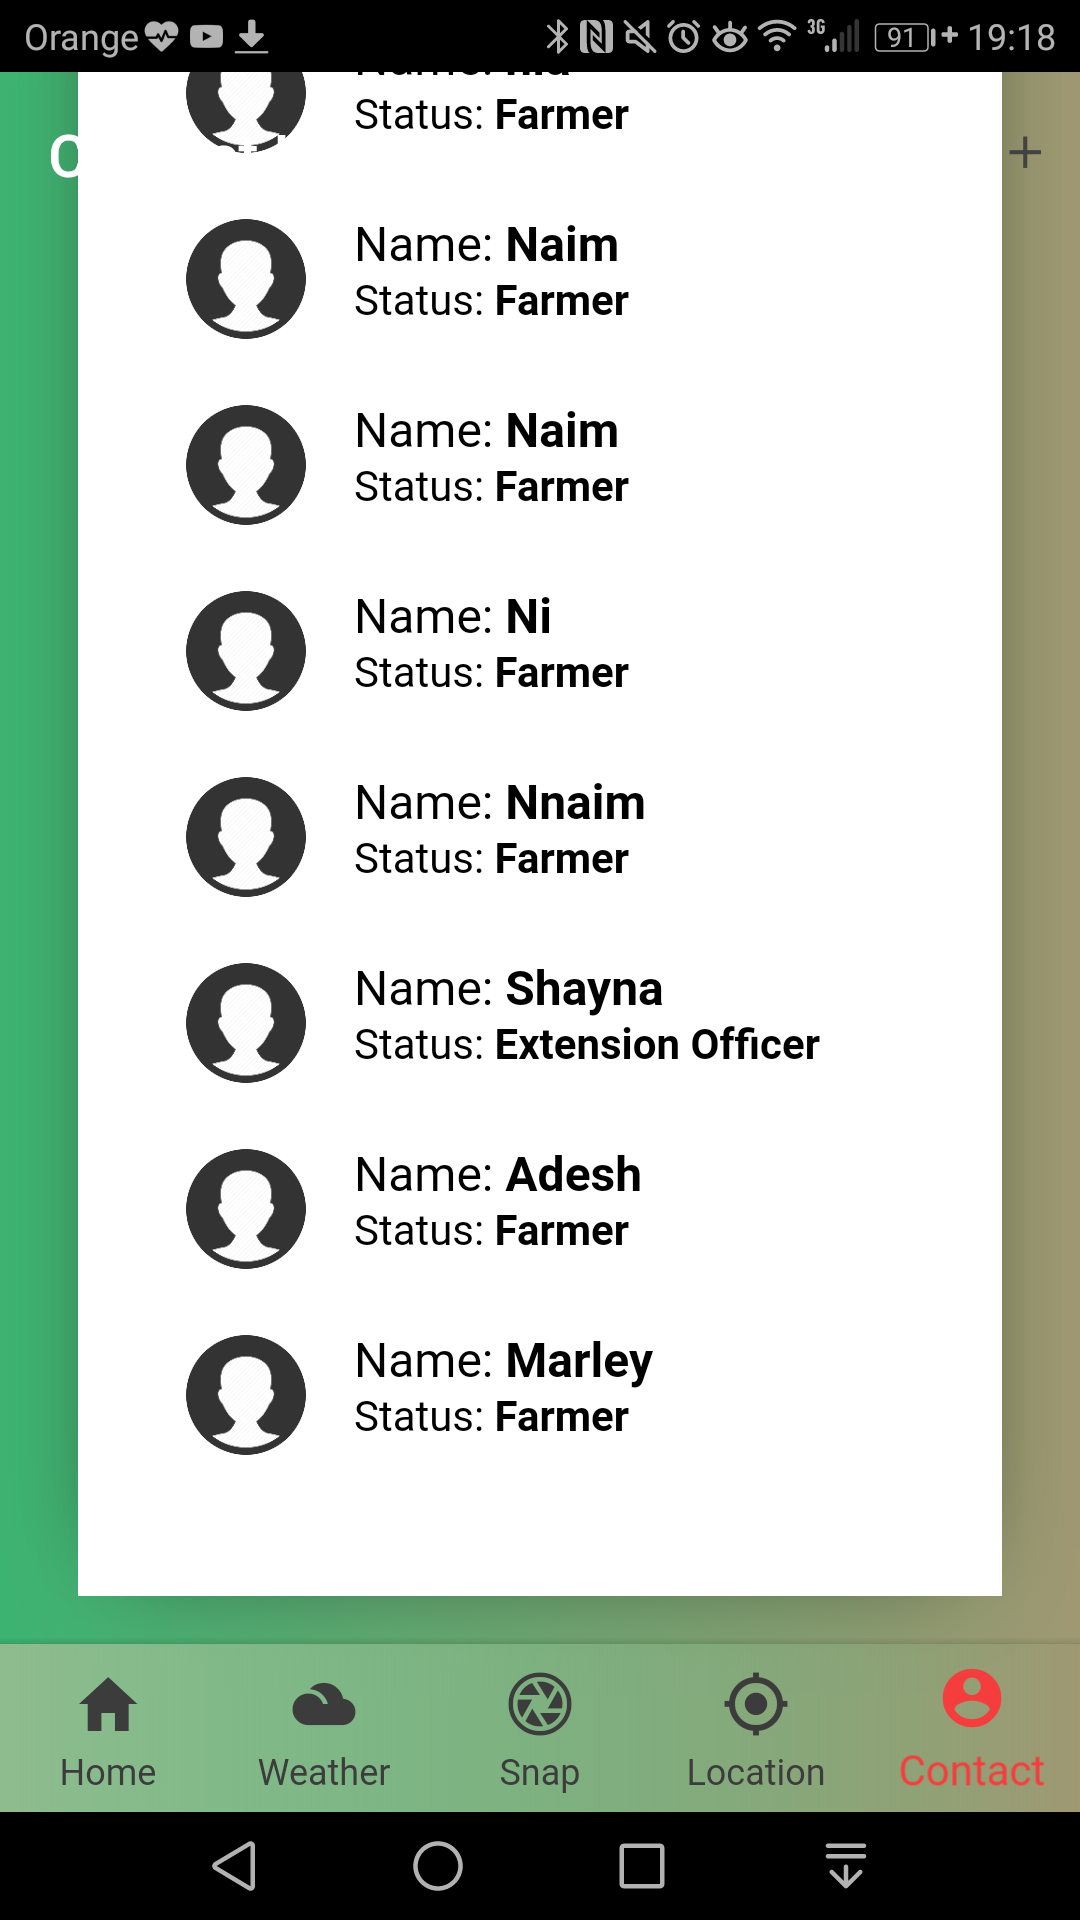 Orange 3G 91 19:18
Status: Farmer
Name: Naim
Status: Farmer
Name: Naim
Status: Farmer
Name: Ni
Status: Farmer
Name: Nnaim
Status: Farmer
Name: Shayna
Status: Extension Officer
Name: Adesh
Status: Farmer
Name: Marley
Status: Farmer
Home Weather Snap Location Contact